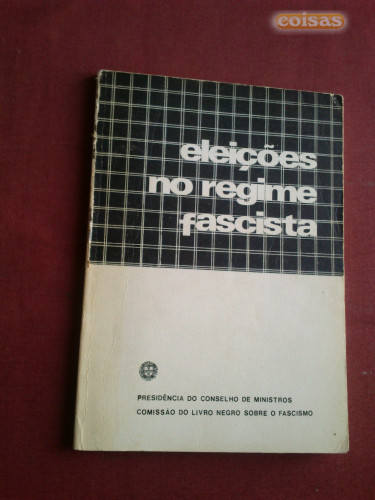 coisas
eleições
no regime
fascista
PRESIDÊNCIA DO CONSELHO DE MINISTROS
COMISSÃO DO LIVRO NEGRO SOBRE O FASCISMO